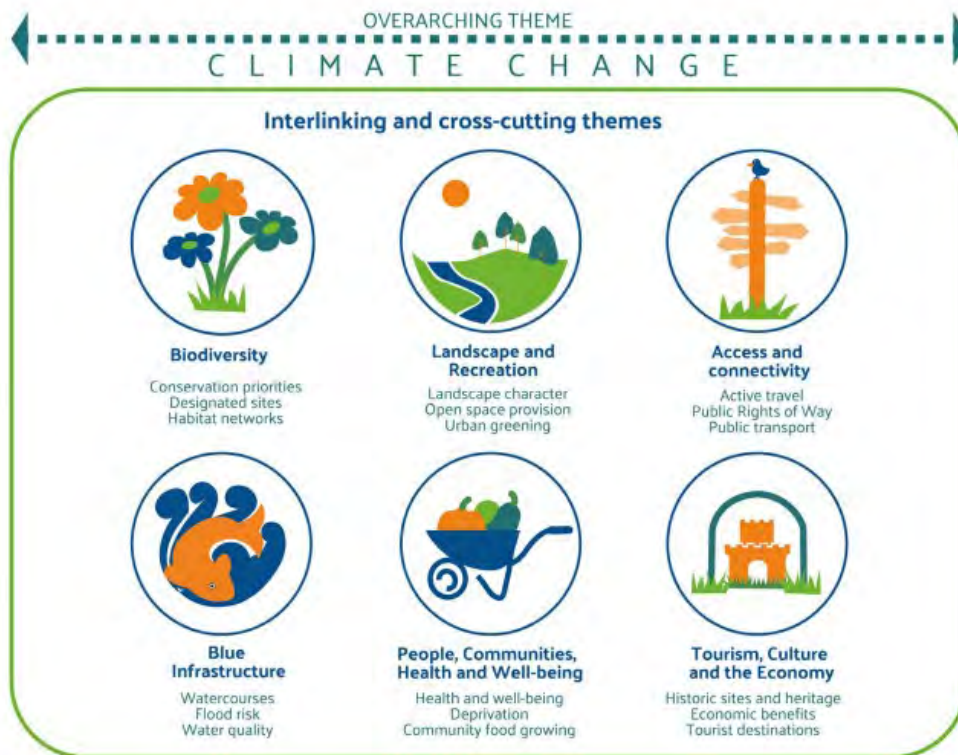 OVERARCHING THEME
CLIMATE CHANGE
Interlinking and cross-cutting themes
Biodiversity
Conservation priorities
Designated sites
Habitat networks
Landscape and
Recreation
Landscape character
Open space provision
Urban greening
Access and
connectivity
Active travel
Public Rights of Way
Public transport
Blue
Infrastructure
Watercourses
Flood risk
Water quality
People, Communities,
Health and Well-being
Health and well-being
Deprivation
Community food growing
Tourism, Culture
and the Economy
Historic sites and heritage
Economic benefits
Tourist destinations